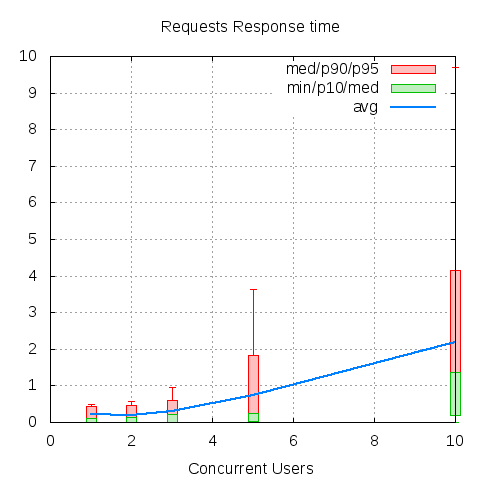 Requests Response time
10
9
8
7
6
5
4
3
2
1
0
med/p90/p95
min/p10/med
avg
0 2 4 6 8 10
Concurrent Users